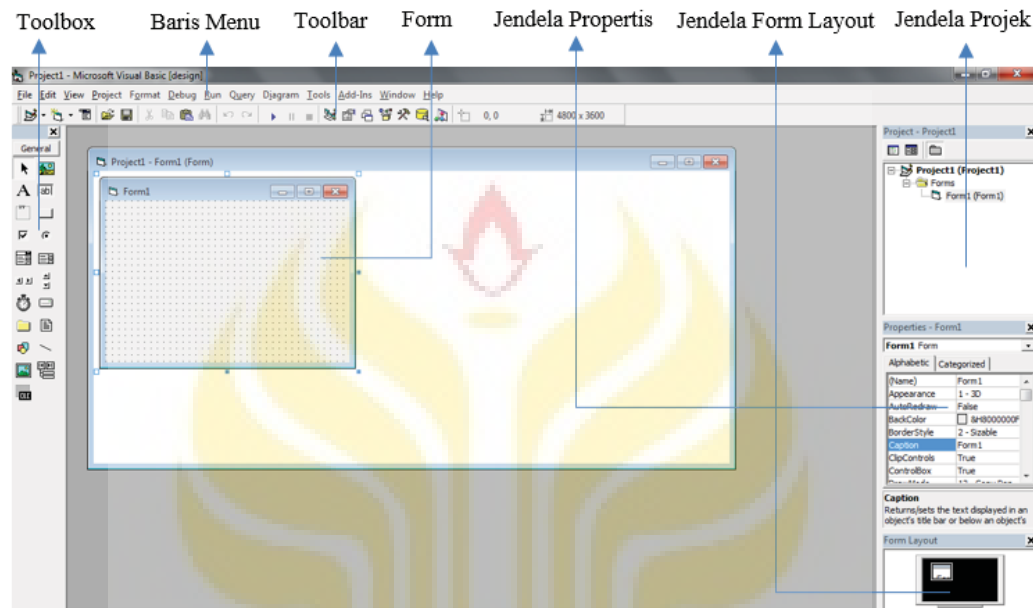 Toolbox Baris Menu Toolbar Form Jendela Propertis Jendela Form Layout Jendela Projek
Project1 - Microsoft Visual Basic [design]
File Edit View Project Format Debug Run Query Diagram Tools Add-Ins Window Help
0, 0 4800 x 3600
General
Project1 - Form1 (Form)
Form1
Project - Project1
Project1 (Project1)
Forms
Form1 (Form1)
Properties - Form1
Form1 Form
Alphabetic Categorized
(Name) Form1
Appearance 1 - 3D
AutoRedraw False
BackColor &H8000000F
BorderStyle 2 - Sizable
Caption Form1
ClipControls True
ControlBox True
Caption
Returns/sets the text displayed in an
object's title bar or below an object's
Form Layout